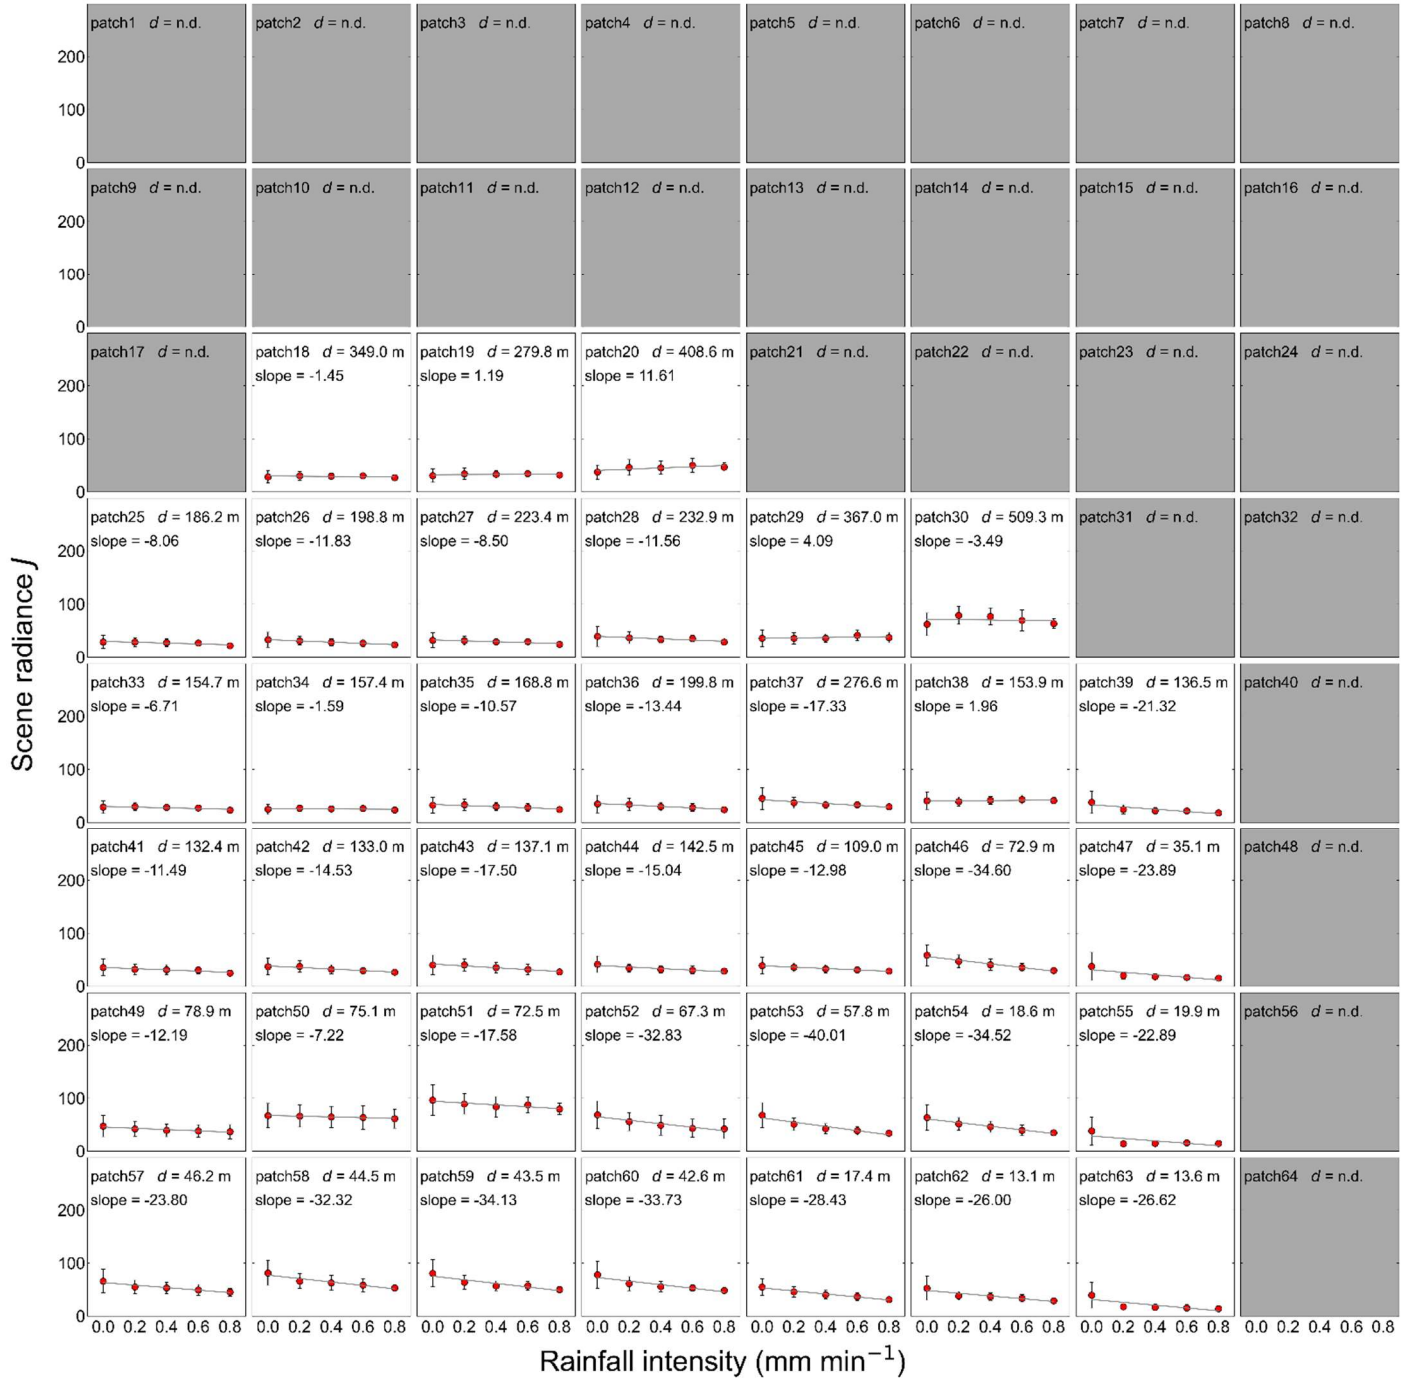 patch1 d = n.d. patch2 d = n.d. patch3 d = n.d. patch4 d = n.d. patch5 d = n.d. patch6 d = n.d. patch7 d = n.d. patch8 d = n.d.
200
100
0
patch9 d = n.d. patch10 d = n.d. patch11 d = n.d. patch12 d = n.d. patch13 d = n.d. patch14 d = n.d. patch15 d = n.d. patch16 d = n.d.
200
100
0
patch17 d = n.d. patch18 d = 349.0 m patch19 d = 279.8 m patch20 d = 408.6 m patch21 d = n.d. patch22 d = n.d. patch23 d = n.d. patch24 d = n.d.
slope = -1.45 slope = 1.19 slope = 11.61
200
100
0
patch25 d = 186.2 m patch26 d = 198.8 m patch27 d = 223.4 m patch28 d = 232.9 m patch29 d = 367.0 m patch30 d = 509.3 m patch31 d = n.d. patch32 d = n.d.
slope = -8.06 slope = -11.83 slope = -8.50 slope = -11.56 slope = 4.09 slope = -3.49
200
100
0
Scene radiance J
patch33 d = 154.7 m patch34 d = 157.4 m patch35 d = 168.8 m patch36 d = 199.8 m patch37 d = 276.6 m patch38 d = 153.9 m patch39 d = 136.5 m patch40 d = n.d.
slope = -6.71 slope = -1.59 slope = -10.57 slope = -13.44 slope = -17.33 slope = 1.96 slope = -21.32
200
100
0
patch41 d = 132.4 m patch42 d = 133.0 m patch43 d = 137.1 m patch44 d = 142.5 m patch45 d = 109.0 m patch46 d = 72.9 m patch47 d = 35.1 m patch48 d = n.d.
slope = -11.49 slope = -14.53 slope = -17.50 slope = -15.04 slope = -12.98 slope = -34.60 slope = -23.89
200
100
0
patch49 d = 78.9 m patch50 d = 75.1 m patch51 d = 72.5 m patch52 d = 67.3 m patch53 d = 57.8 m patch54 d = 18.6 m patch55 d = 19.9 m patch56 d = n.d.
slope = -12.19 slope = -7.22 slope = -17.58 slope = -32.83 slope = -40.01 slope = -34.52 slope = -22.89
200
100
0
patch57 d = 46.2 m patch58 d = 44.5 m patch59 d = 43.5 m patch60 d = 42.6 m patch61 d = 17.4 m patch62 d = 13.1 m patch63 d = 13.6 m patch64 d = n.d.
slope = -23.80 slope = -32.32 slope = -34.13 slope = -33.73 slope = -28.43 slope = -26.00 slope = -26.62
200
100
0
0.0 0.2 0.4 0.6 0.8 0.0 0.2 0.4 0.6 0.8 0.0 0.2 0.4 0.6 0.8 0.0 0.2 0.4 0.6 0.8 0.0 0.2 0.4 0.6 0.8 0.0 0.2 0.4 0.6 0.8 0.0 0.2 0.4 0.6 0.8 0.0 0.2 0.4 0.6 0.8
Rainfall intensity (mm min⁻¹)